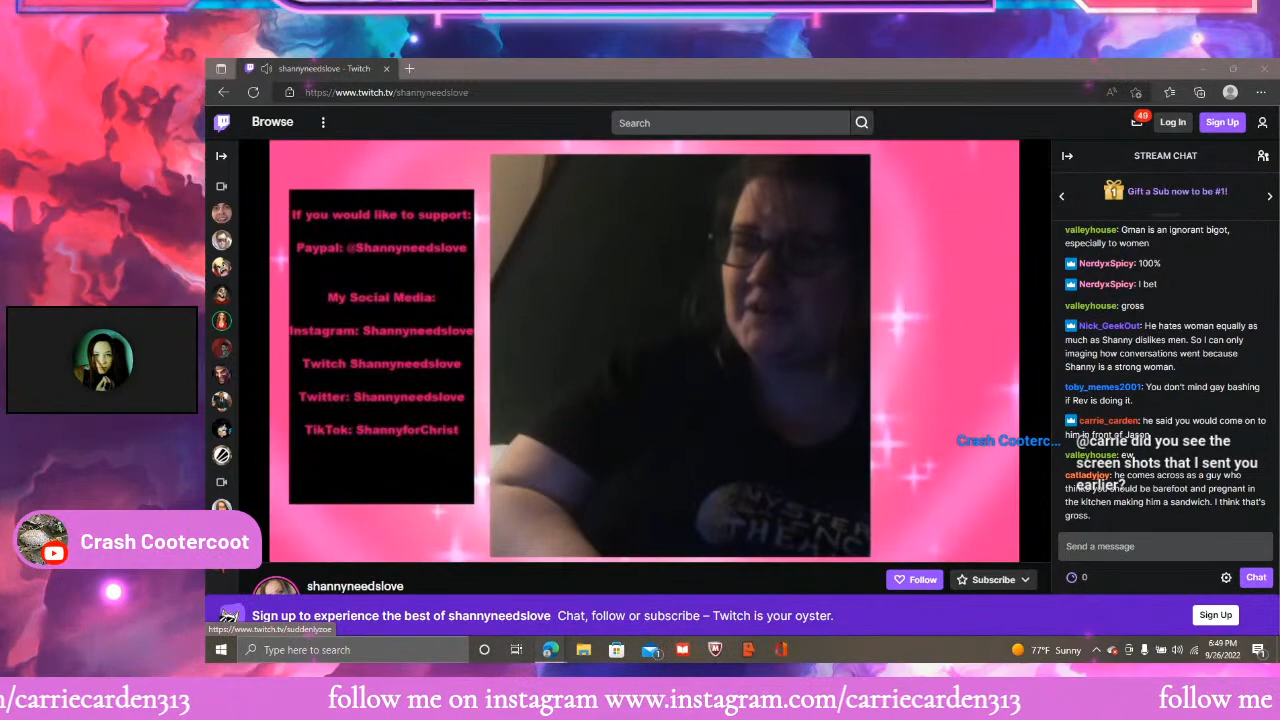 shannyneedslove - Twitch
https://www.twitch.tv/shannyneedslove
Browse
Search
49
Log In
Sign Up
If you would like to support:
Paypal: @Shannyneedslove
My Social Media:
Instagram: Shannyneedslove
Twitch Shannyneedslove
Twitter: Shannyneedslove
TikTok: ShannyforChrist
STREAM CHAT
1
Gift a Sub now to be #1!
valleyhouse: Gman is an ignorant bigot,
especially to women
NerdyxSpicy: 100%
NerdyxSpicy: I bet
valleyhouse: gross
Nick_GeekOut: He hates woman equally as
much as Shanny dislikes men. So I can only
imaging how conversations went because
Shanny is a strong woman.
toby_memes2001: You don't mind gay bashing
if Rev is doing it.
carrie_carden: he said you would come on to
him in front of Jason
valleyhouse: ew
catladyjoy: he comes across as a guy who
thinks you should be barefoot and pregnant in
the kitchen making him a sandwich. I think that's
gross.
Crash Cooterc...
@carrie did you see the
screen shots that I sent you
earlier?
Send a message
0
Chat
Crash Cootercoot
shannyneedslove
Follow
Subscribe
Sign up to experience the best of shannyneedslove Chat, follow or subscribe – Twitch is your oyster.
Sign Up
https://www.twitch.tv/suddenlyzoe
Type here to search
77°F Sunny
6:49 PM
9/26/2022
n/carriecarden313
follow me on instagram www.instagram.com/carriecarden313
follow me